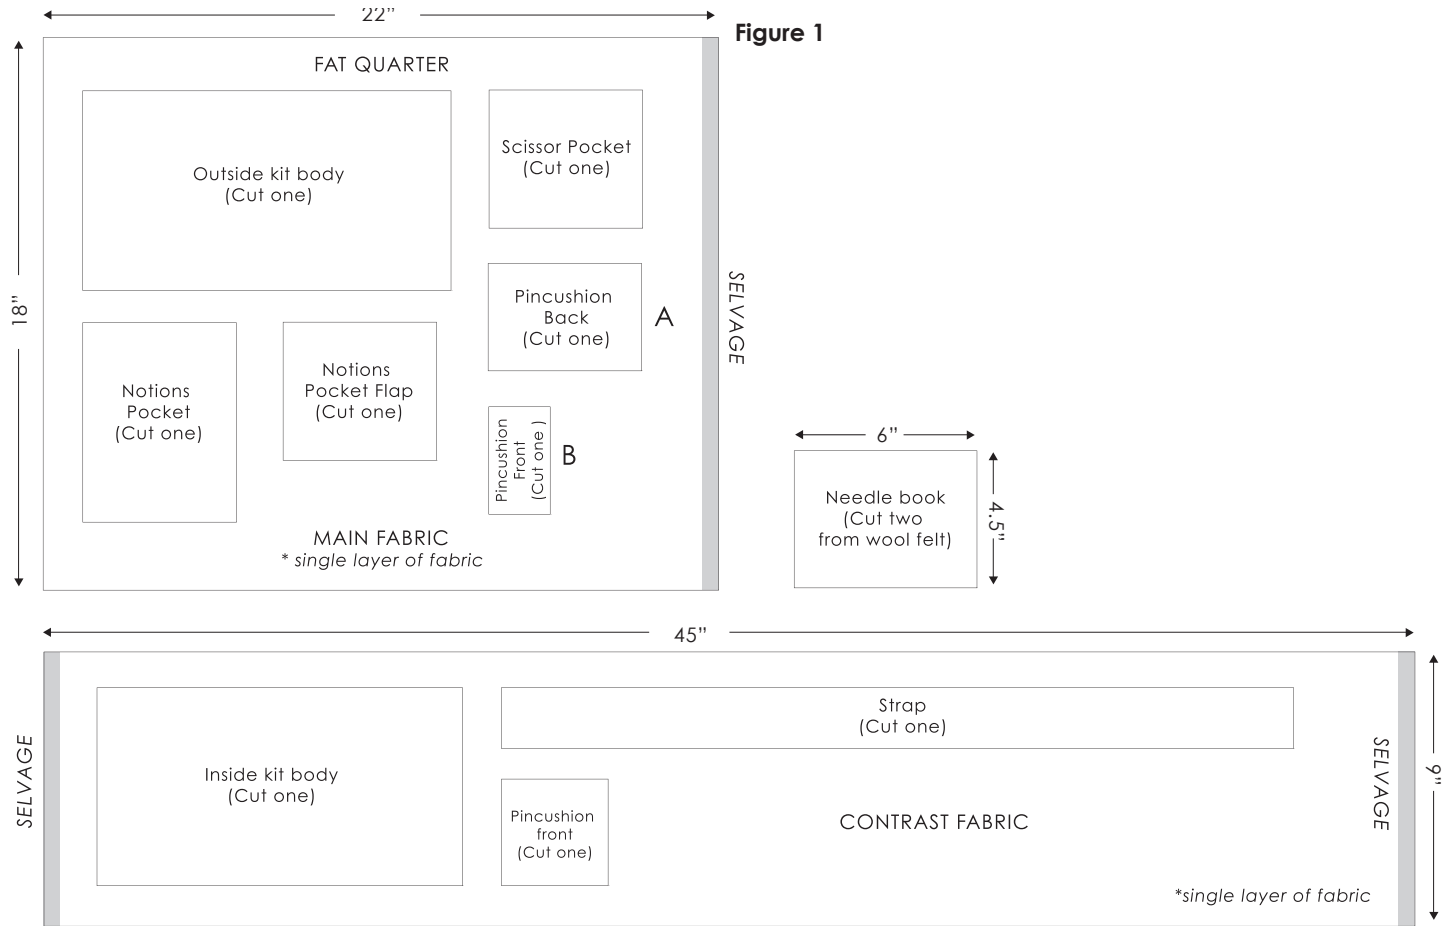 22”
Figure 1
FAT QUARTER
Outside kit body
(Cut one)
Scissor Pocket
(Cut one)
18”
Pincushion
Back
(Cut one)
A
SELVAGE
Notions
Pocket
(Cut one)
Notions
Pocket Flap
(Cut one)
Pincushion
Front
(Cut one )
B
MAIN FABRIC
* single layer of fabric
6”
Needle book
(Cut two
from wool felt)
4.5”
45”
SELVAGE
Inside kit body
(Cut one)
Strap
(Cut one)
Pincushion
front
(Cut one)
CONTRAST FABRIC
SELVAGE
9”
*single layer of fabric